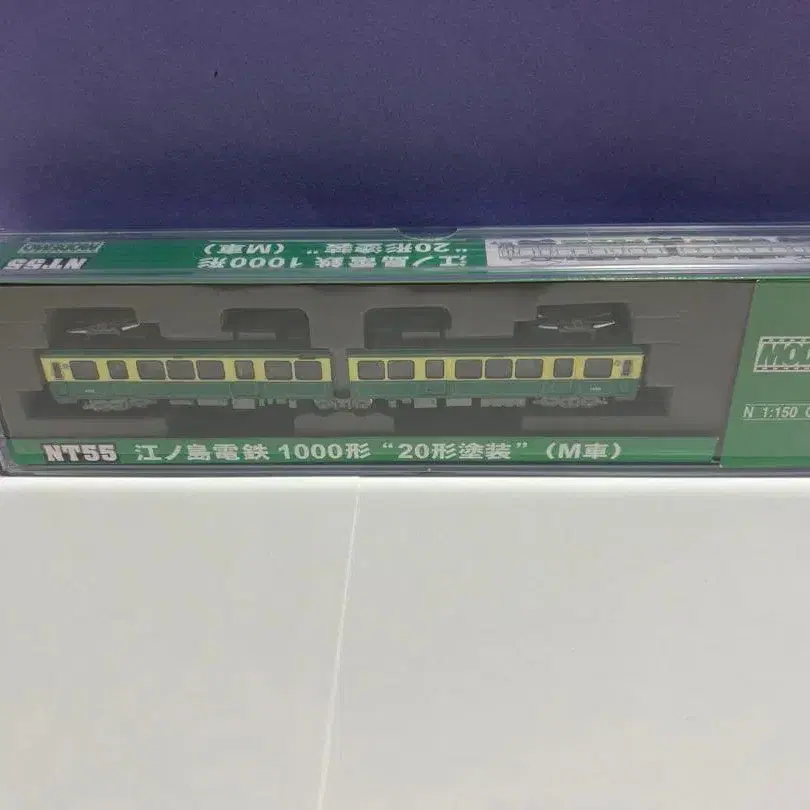 江ノ島電鉄 1000形
"20形塗装"(M車)
NT55
MODEMO
MOD
N 1:150
NT55 江ノ島電鉄 1000形 “20形塗装” (M車)